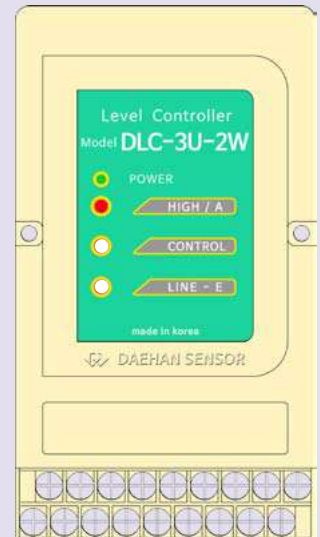 Level Controller
Model DLC-3U-2W
POWER
HIGH / A
CONTROL
LINE - E
made in korea
DAEHAN SENSOR